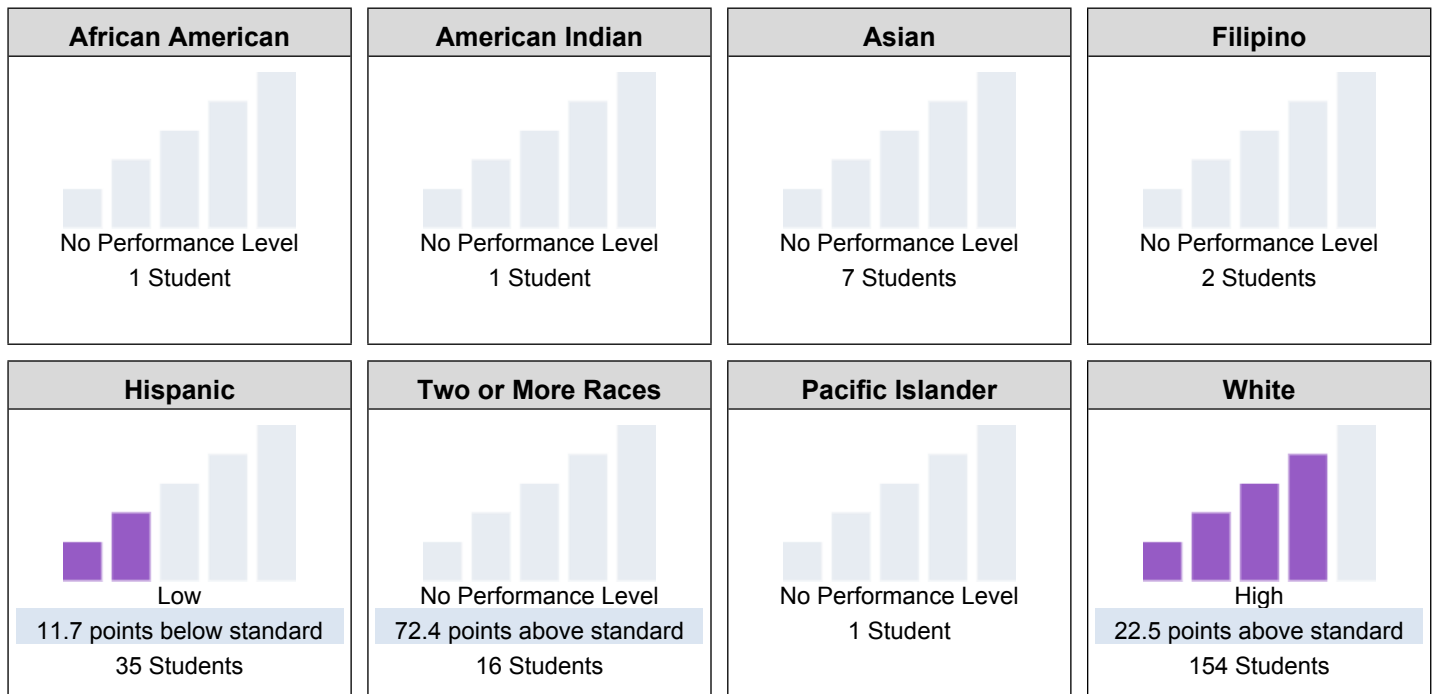 African American
No Performance Level
1 Student
American Indian
No Performance Level
1 Student
Asian
No Performance Level
7 Students
Filipino
No Performance Level
2 Students
Hispanic
Low
11.7 points below standard
35 Students
Two or More Races
No Performance Level
72.4 points above standard
16 Students
Pacific Islander
No Performance Level
1 Student
White
High
22.5 points above standard
154 Students